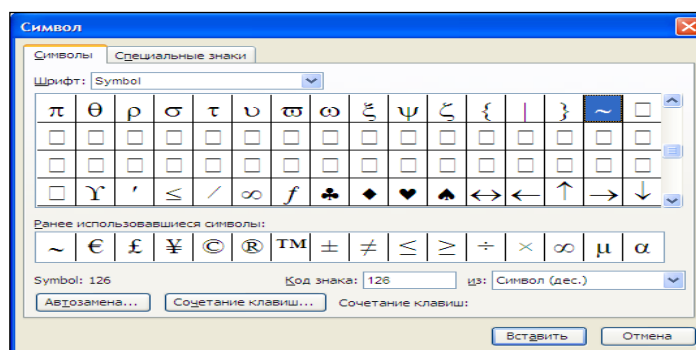 Символ
Символы Специальные знаки
Шрифт: Symbol
π θ ρ σ τ υ ϖ ω ξ ψ ζ { | } ~ □
□ □ □ □ □ □ □ □ □ □ □ □ □ □ □ □
□ □ □ □ □ □ □ □ □ □ □ □ □ □ □ □
□ ϒ ′ ≤ ⁄ ∞ ƒ ♣ ♦ ♥ ♠ ↔ ← ↑ → ↓
Ранее использовавшиеся символы:
~ € £ ¥ © ® ™ ± ≠ ≤ ≥ ÷ × ∞ µ α
Symbol: 126 Код знака: 126 из: Символ (дес.)
Автозамена... Сочетание клавиш... Сочетание клавиш:
Вставить Отмена